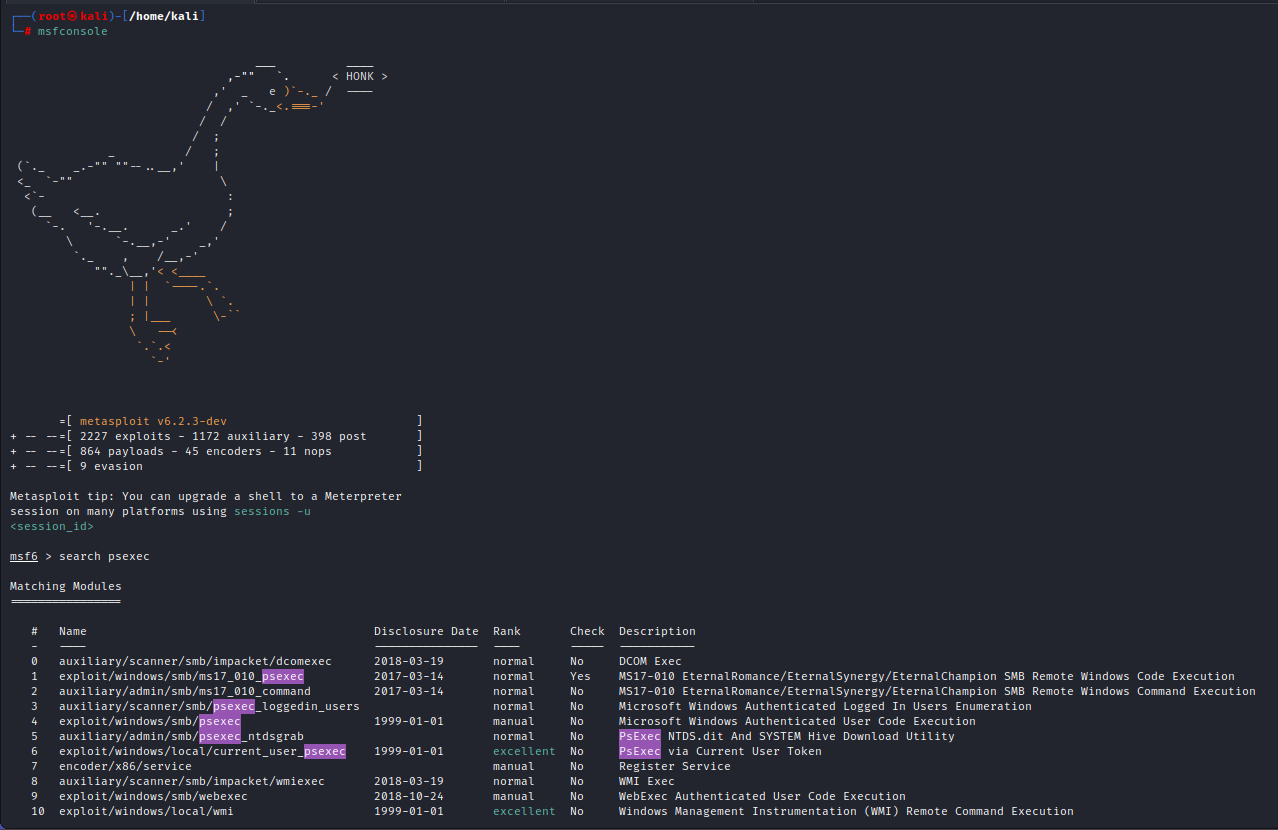 ┌──(root㉿kali)-[/home/kali]
└─# msfconsole
< HONK >
=[ metasploit v6.2.3-dev ]
+ -- --=[ 2227 exploits - 1172 auxiliary - 398 post ]
+ -- --=[ 864 payloads - 45 encoders - 11 nops ]
+ -- --=[ 9 evasion ]
Metasploit tip: You can upgrade a shell to a Meterpreter
session on many platforms using sessions -u
<session_id>
msf6 > search psexec
Matching Modules
================
# Name Disclosure Date Rank Check Description
- ---- --------------- ---- ----- -----------
0 auxiliary/scanner/smb/impacket/dcomexec 2018-03-19 normal No DCOM Exec
1 exploit/windows/smb/ms17_010_psexec 2017-03-14 normal Yes MS17-010 EternalRomance/EternalSynergy/EternalChampion SMB Remote Windows Code Execution
2 auxiliary/admin/smb/ms17_010_command 2017-03-14 normal No MS17-010 EternalRomance/EternalSynergy/EternalChampion SMB Remote Windows Command Execution
3 auxiliary/scanner/smb/psexec_loggedin_users normal No Microsoft Windows Authenticated Logged In Users Enumeration
4 exploit/windows/smb/psexec 1999-01-01 manual No Microsoft Windows Authenticated User Code Execution
5 auxiliary/admin/smb/psexec_ntdsgrab normal No PsExec NTDS.dit And SYSTEM Hive Download Utility
6 exploit/windows/local/current_user_psexec 1999-01-01 excellent No PsExec via Current User Token
7 encoder/x86/service manual No Register Service
8 auxiliary/scanner/smb/impacket/wmiexec 2018-03-19 normal No WMI Exec
9 exploit/windows/smb/webexec 2018-10-24 manual No WebExec Authenticated User Code Execution
10 exploit/windows/local/wmi 1999-01-01 excellent No Windows Management Instrumentation (WMI) Remote Command Execution